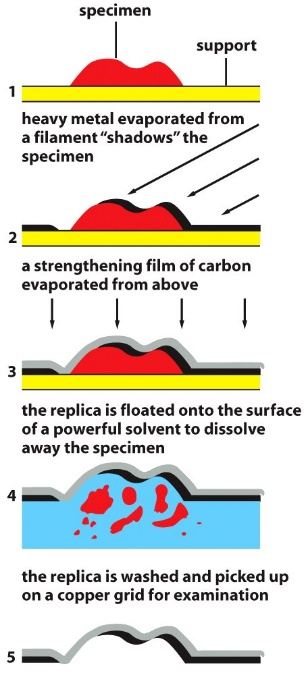 specimen
support
1
heavy metal evaporated from
a filament “shadows” the
specimen
2
a strengthening film of carbon
evaporated from above
3
the replica is floated onto the surface
of a powerful solvent to dissolve
away the specimen
4
the replica is washed and picked up
on a copper grid for examination
5